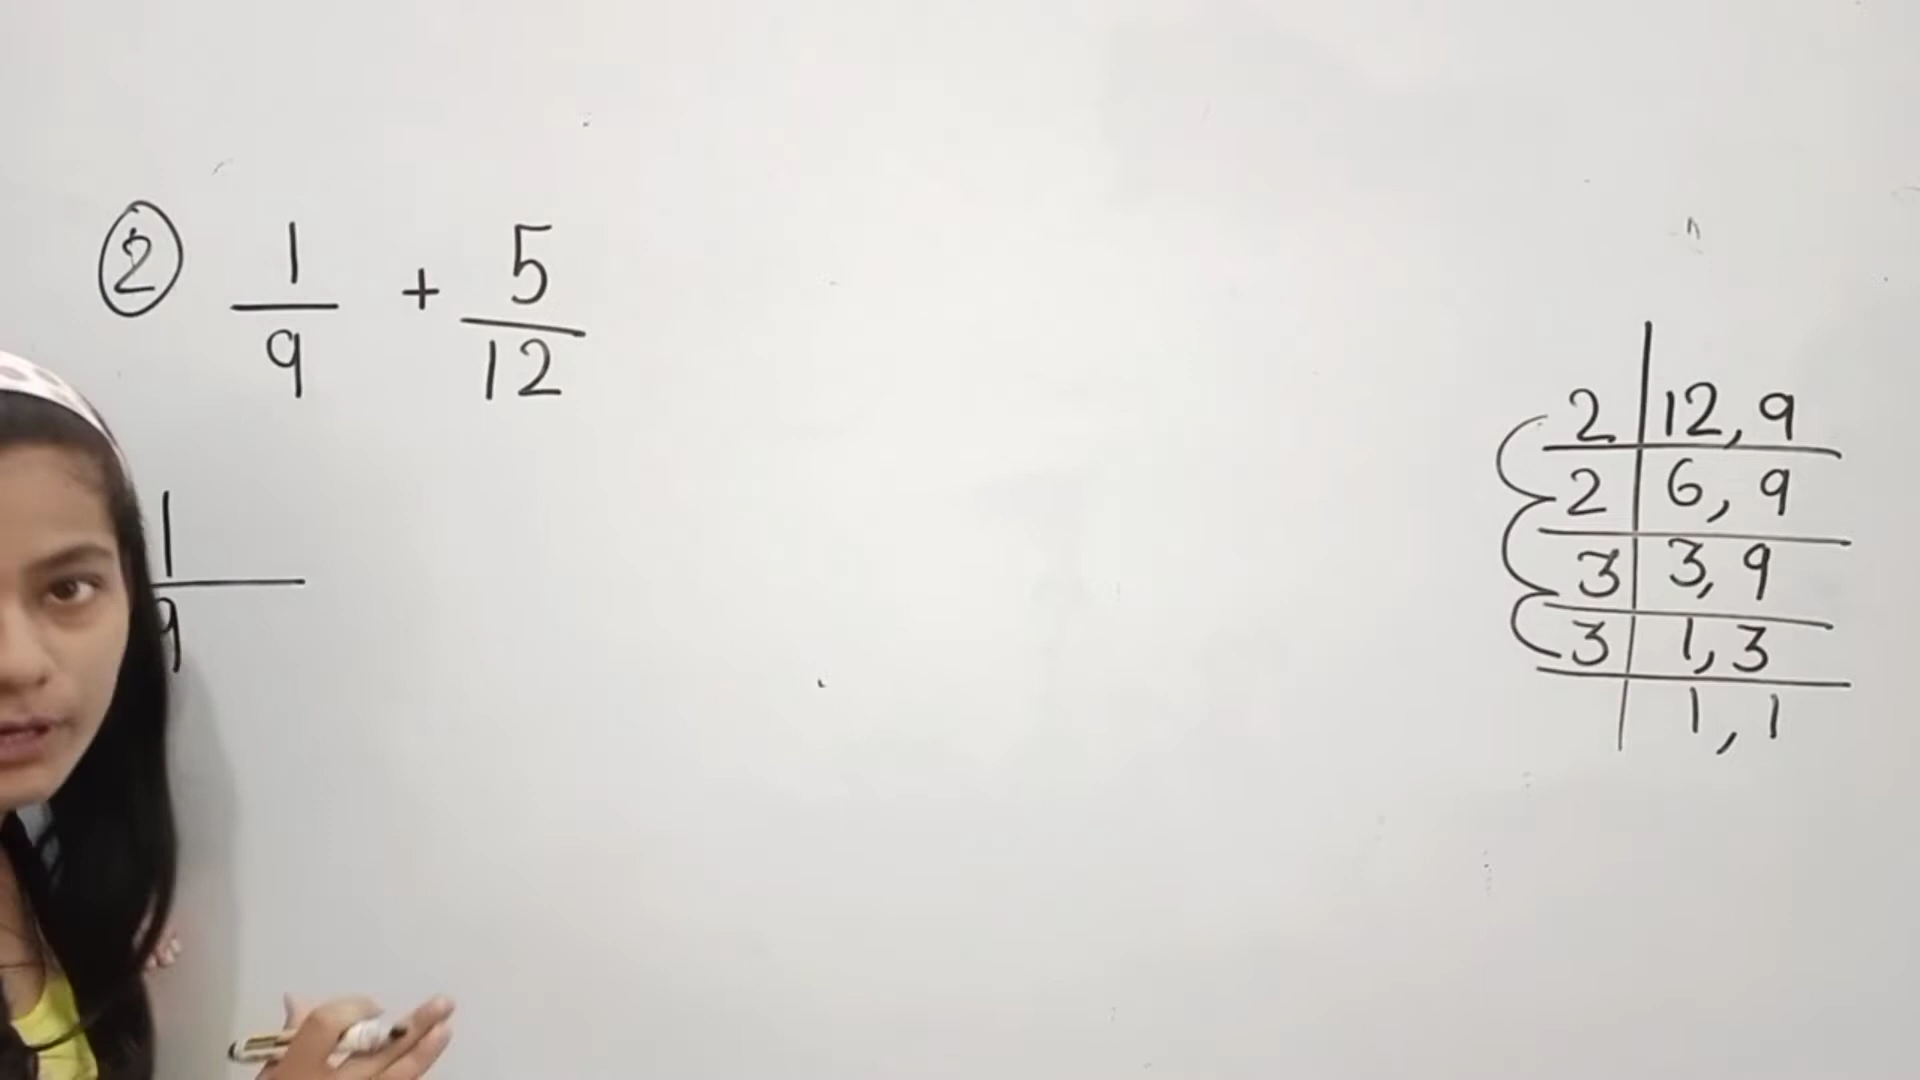 ② 1/9 + 5/12
1/9
2 | 12, 9
2 | 6, 9
3 | 3, 9
3 | 1, 3
| 1, 1